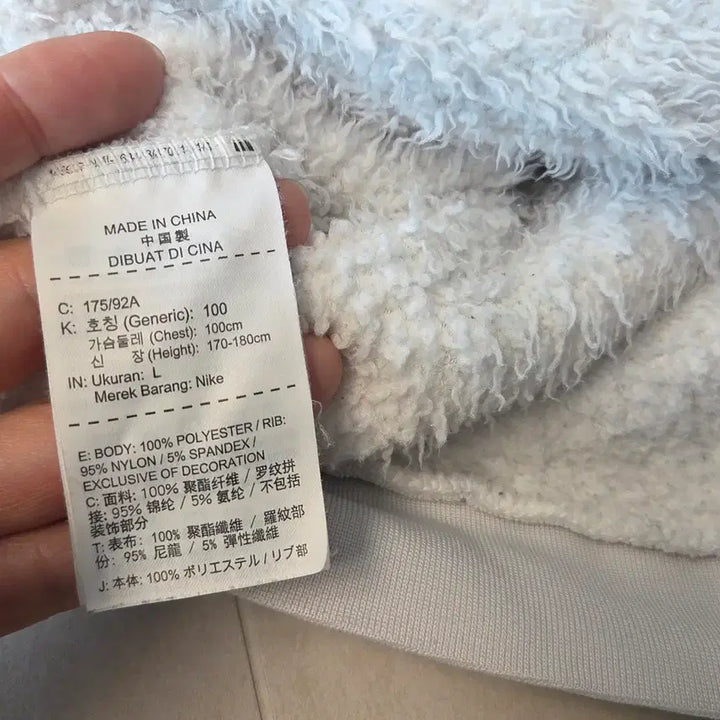 MADE IN CHINA
中国製
DIBUAT DI CINA
C: 175/92A
K: 호칭 (Generic): 100
가슴둘레 (Chest): 100cm
신 장 (Height): 170-180cm
IN: Ukuran: L
Merek Barang: Nike
E: BODY: 100% POLYESTER / RIB:
95% NYLON / 5% SPANDEX /
EXCLUSIVE OF DECORATION
C: 面料: 100% 聚酯纤维 / 罗纹拼
接: 95% 锦纶 / 5% 氨纶 / 不包括
装饰部分
T: 表布: 100% 聚酯纖維 / 羅紋部
份: 95% 尼龍 / 5% 彈性纖維
J: 本体: 100% ポリエステル / リブ部